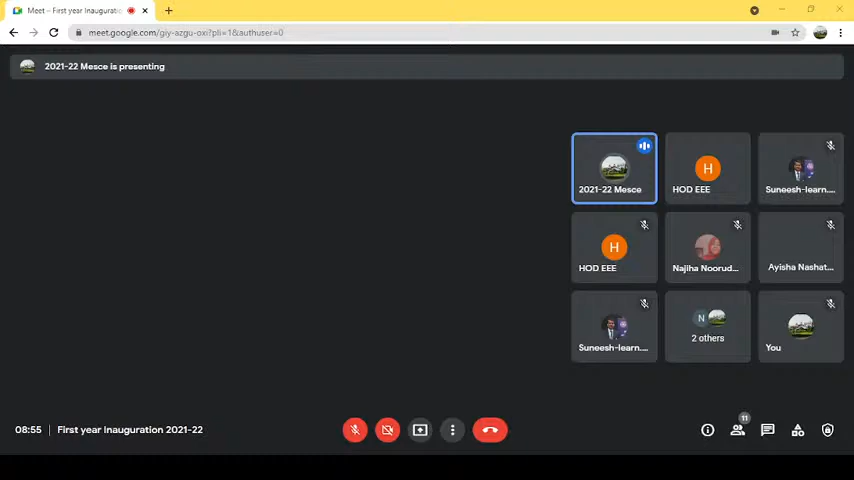 Meet – First year Inauguratio
meet.google.com/giy-azgu-oxi?pli=1&authuser=0
2021-22 Mesce is presenting
2021-22 Mesce
H
HOD EEE
Suneesh-learn....
H
HOD EEE
Najiha Noorud...
Ayisha Nashat...
Suneesh-learn....
N
2 others
You
08:55 | First year Inauguration 2021-22
11